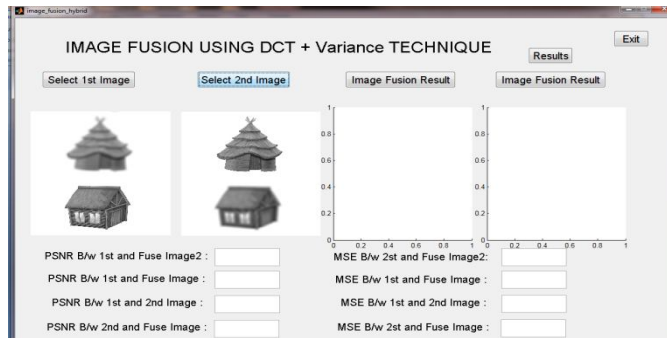 image_fusion_hybrid
IMAGE FUSION USING DCT + Variance TECHNIQUE
Exit
Results
Select 1st Image
Select 2nd Image
Image Fusion Result
Image Fusion Result
1
0.8
0.6
0.4
0.2
0
0 0.2 0.4 0.6 0.8 1
1
0.8
0.6
0.4
0.2
0
0 0.2 0.4 0.6 0.8 1
PSNR B/w 1st and Fuse Image2 :
MSE B/w 2st and Fuse Image2:
PSNR B/w 1st and Fuse Image :
MSE B/w 1st and Fuse Image :
PSNR B/w 1st and 2nd Image :
MSE B/w 1st and 2nd Image :
PSNR B/w 2nd and Fuse Image :
MSE B/w 2st and Fuse Image :